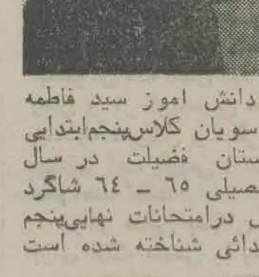 دانش اموز سید فاطمه
سویان کلاس‌پنجم‌ابتدایی
ستان فضیلت در سال
صیلی ٦٥ – ٦٤ شاگرد
درامتحانات نهایی‌پنجم
دائی شناخته شده است